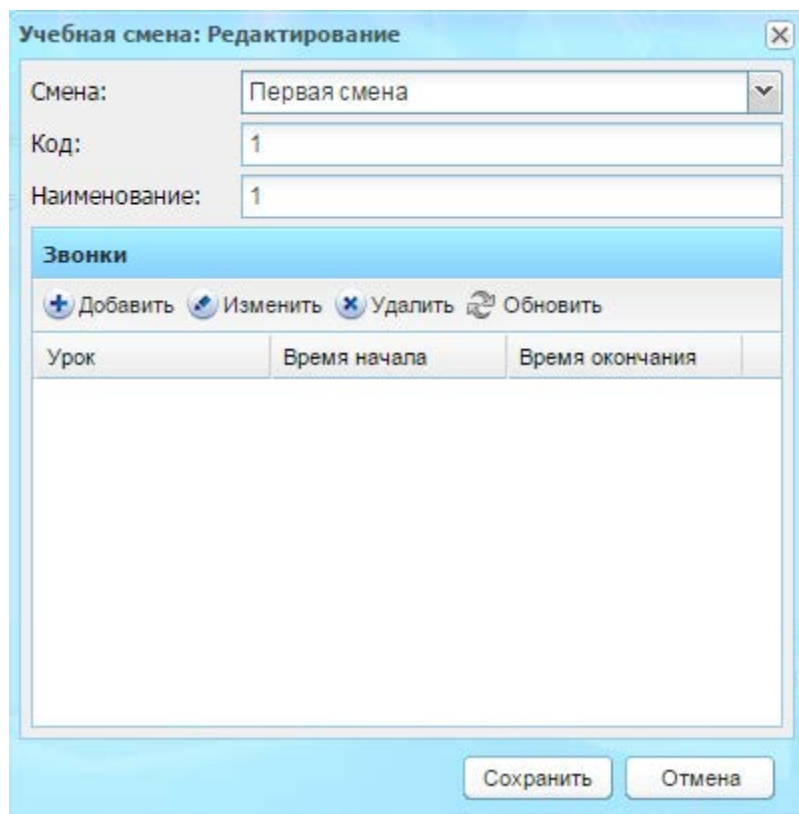 Учебная смена: Редактирование
Смена: Первая смена
Код: 1
Наименование: 1
Звонки
Добавить Изменить Удалить Обновить
Урок Время начала Время окончания
Сохранить Отмена